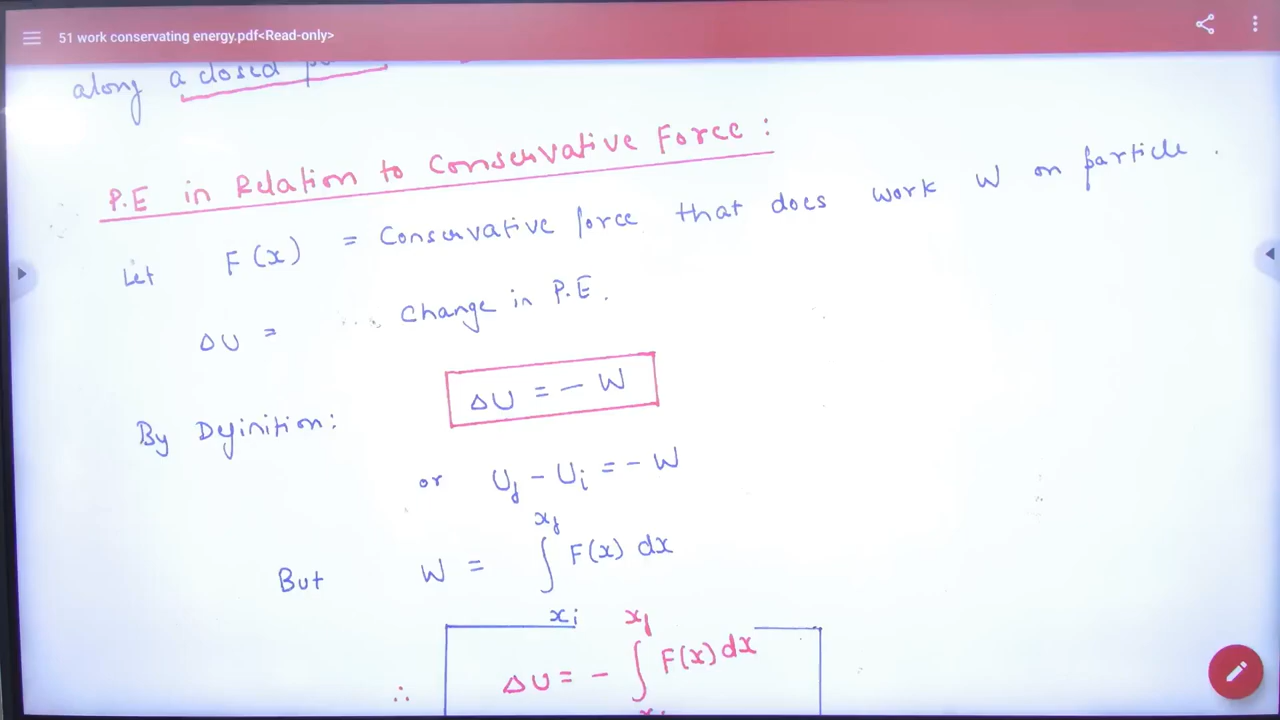 51 work conservating energy.pdf<Read-only>
along a closed
P.E in Relation to Conservative Force :
Let F(x) = Conservative force that does work W on particle .
ΔU = Change in P.E.
ΔU = - W
By Definition:
or U_f - U_i = - W
But W = ∫_{x_i}^{x_f} F(x) dx
∴ ΔU = - ∫_{x_i}^{x_f} F(x) dx